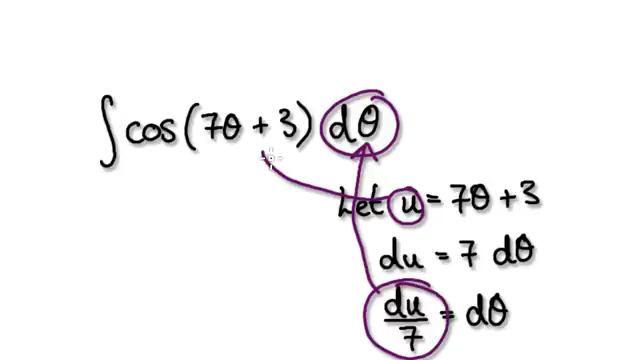 ∫ cos(7θ + 3) dθ
Let u = 7θ + 3
du = 7 dθ
du/7 = dθ